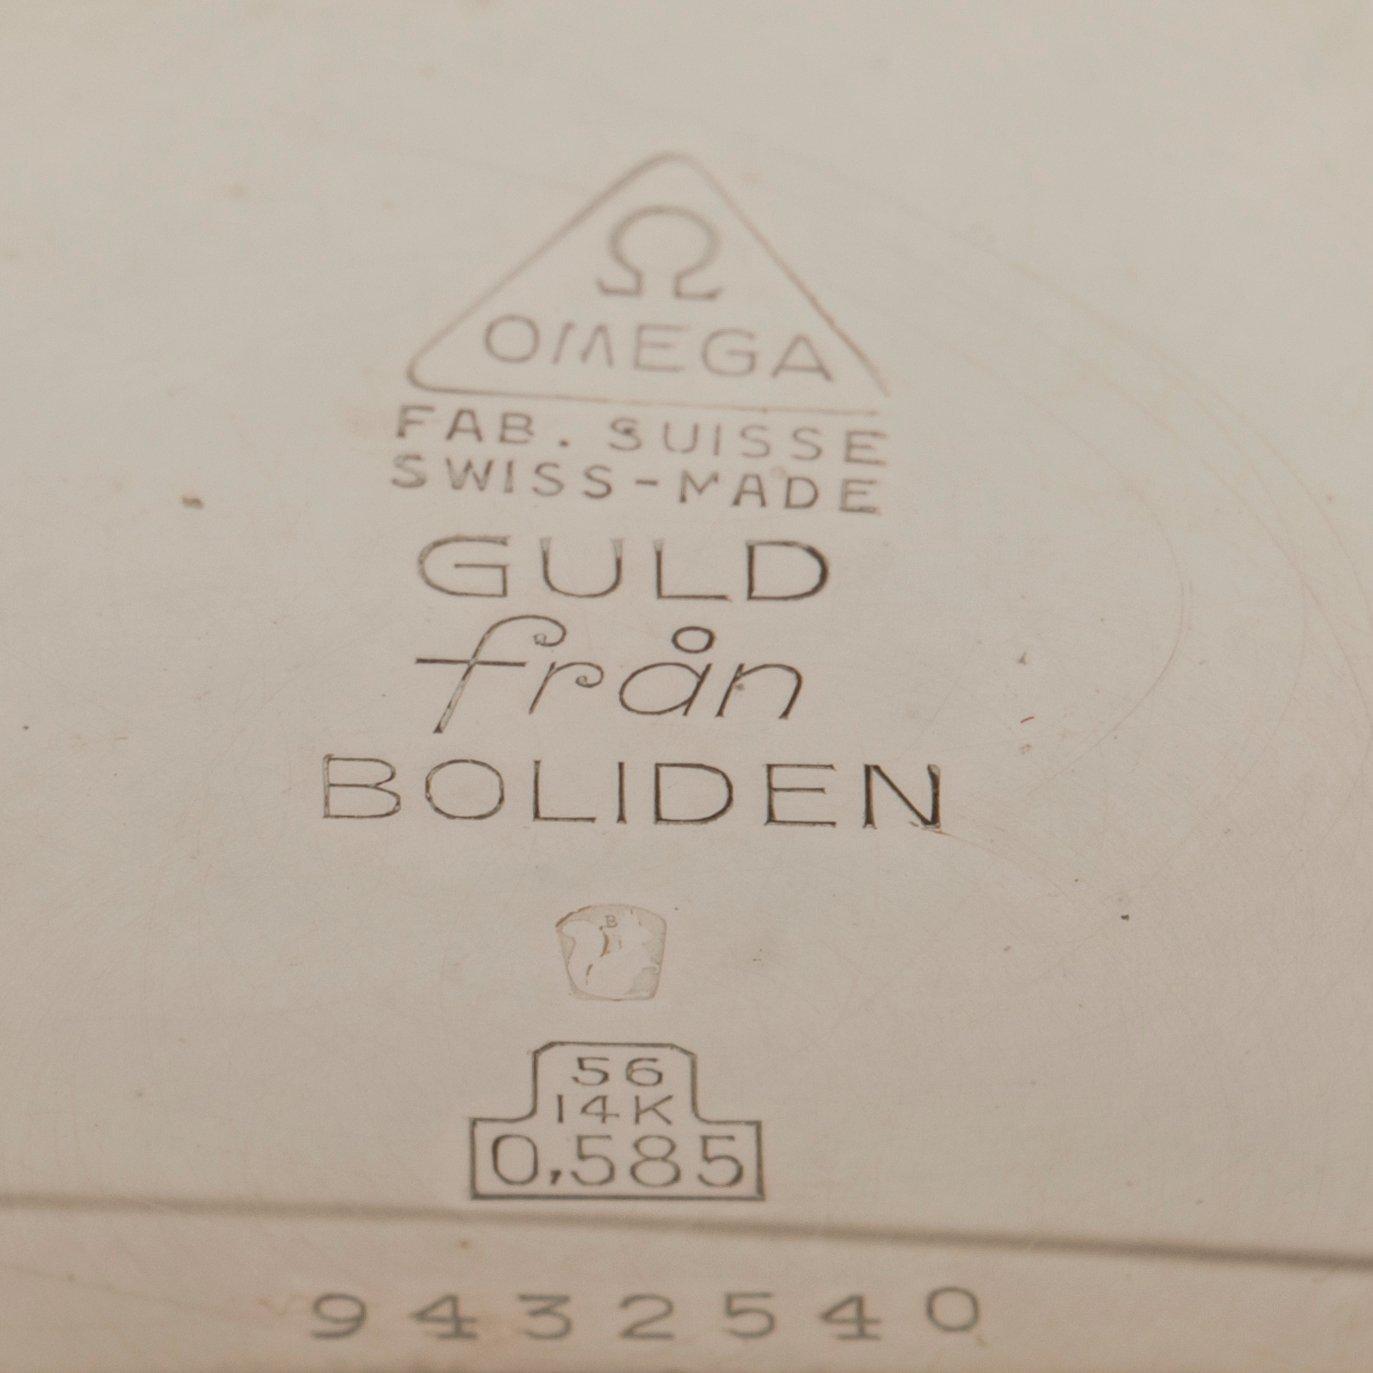 Ω
OMEGA
FAB. SUISSE
SWISS-MADE
GULD
från
BOLIDEN
B
56
14K
0,585
9432540